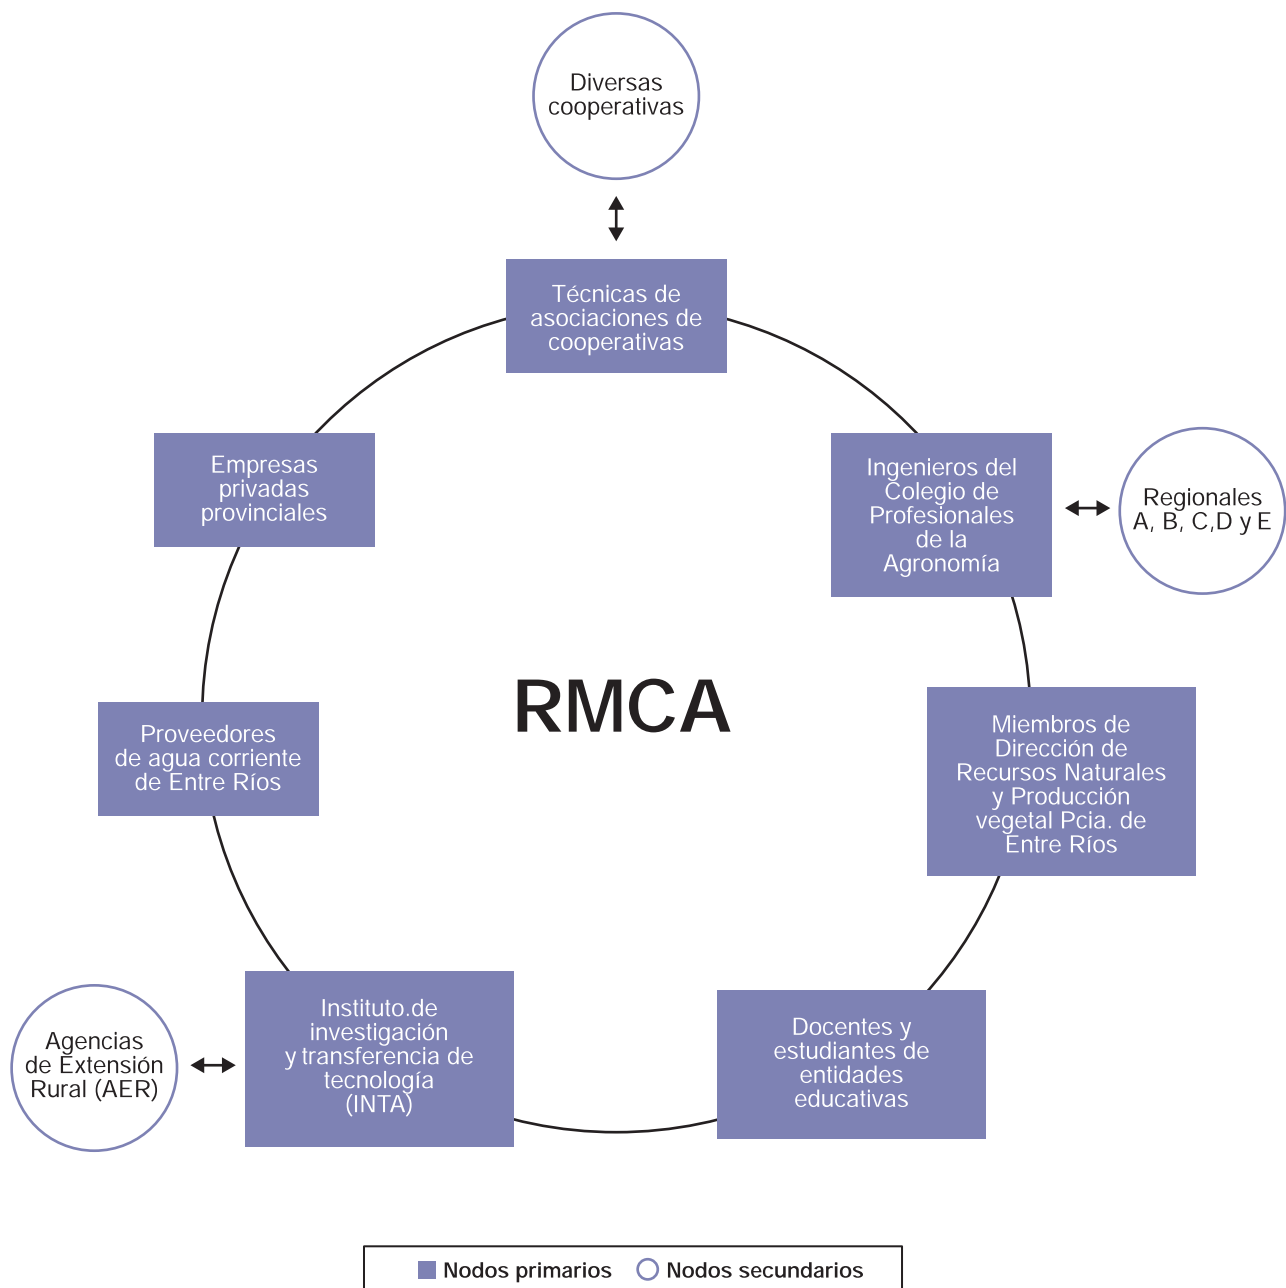 Diversas
cooperativas
Técnicas de
asociaciones de
cooperativas
Empresas
privadas
provinciales
Ingenieros del
Colegio de
Profesionales
de la
Agronomía
Regionales
A, B, C,D y E
RMCA
Proveedores
de agua corriente
de Entre Ríos
Miembros de
Dirección de
Recursos Naturales
y Producción
vegetal Pcia. de
Entre Ríos
Agencias
de Extensión
Rural (AER)
Instituto.de
investigación
y transferencia de
tecnología
(INTA)
Docentes y
estudiantes de
entidades
educativas
Nodos primarios Nodos secundarios